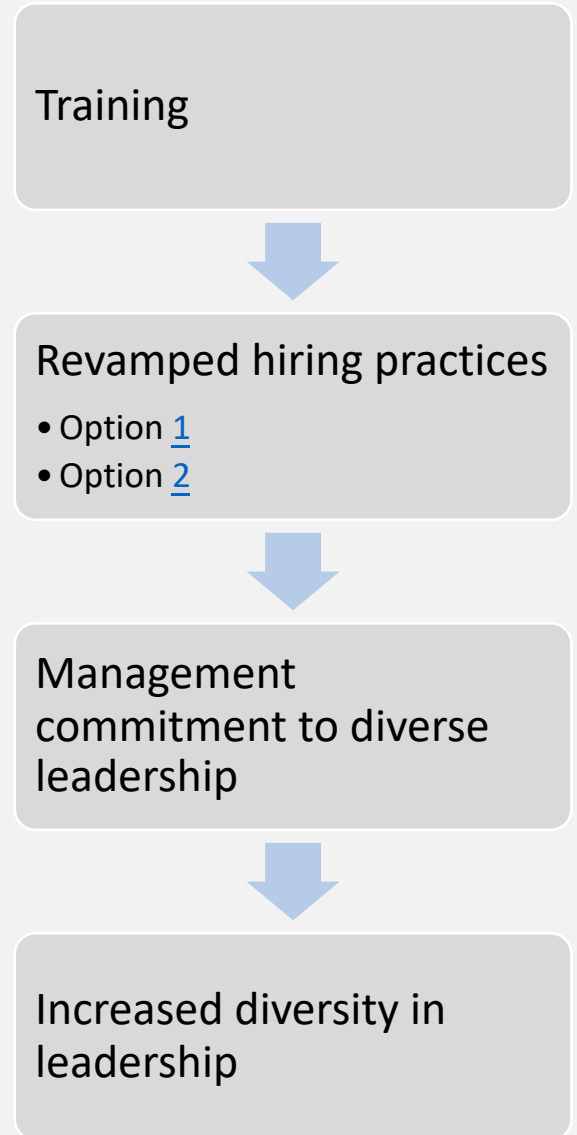 Training
Revamped hiring practices
• Option 1
• Option 2
Management
commitment to diverse
leadership
Increased diversity in
leadership